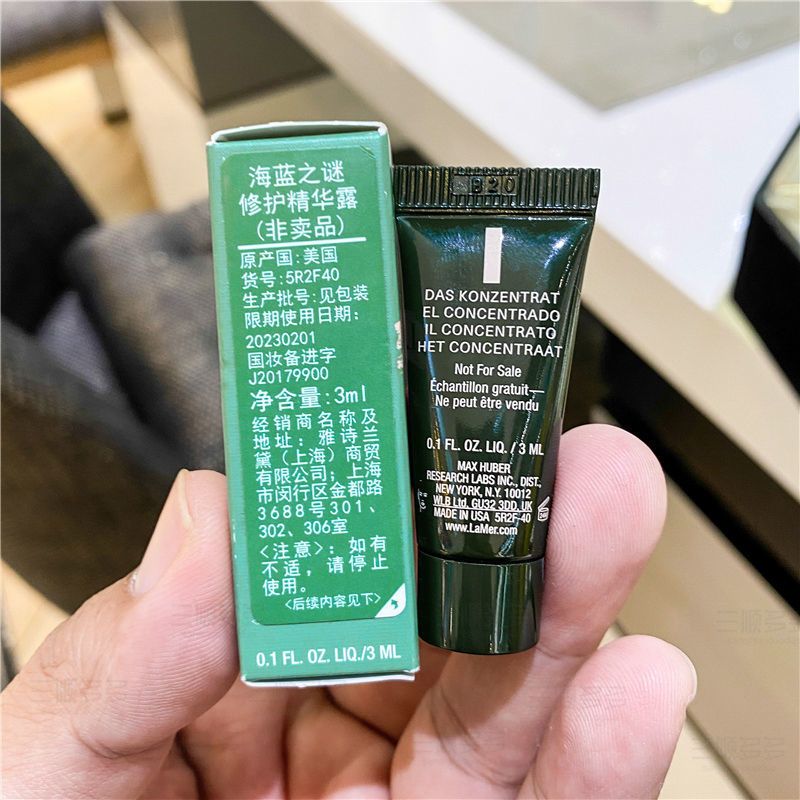 海蓝之谜
修护精华露
(非卖品)
原产国:美国
货号:5R2F40
生产批号:见包装
限期使用日期:
20230201
国妆备进字
J20179900
净含量:3ml
经销商名称及
地址：雅诗兰
黛（上海）商贸
有限公司；上海
市闵行区金都路
3688号301、
302、306室
<注意>：如有
不适，请停止
使用。
<后续内容见下>
0.1 FL. OZ. LIQ./3 ML
DAS KONZENTRAT
EL CONCENTRADO
IL CONCENTRATO
HET CONCENTRAAT
Not For Sale
Échantillon gratuit—
Ne peut être vendu
0.1 FL. OZ. LIQ. / 3 ML
MAX HUBER
RESEARCH LABS INC., DIST.,
NEW YORK, N.Y. 10012
WLB Ltd, GU32 3DD, UK
MADE IN USA 5R2F-40
www.LaMer.com
三顺多多